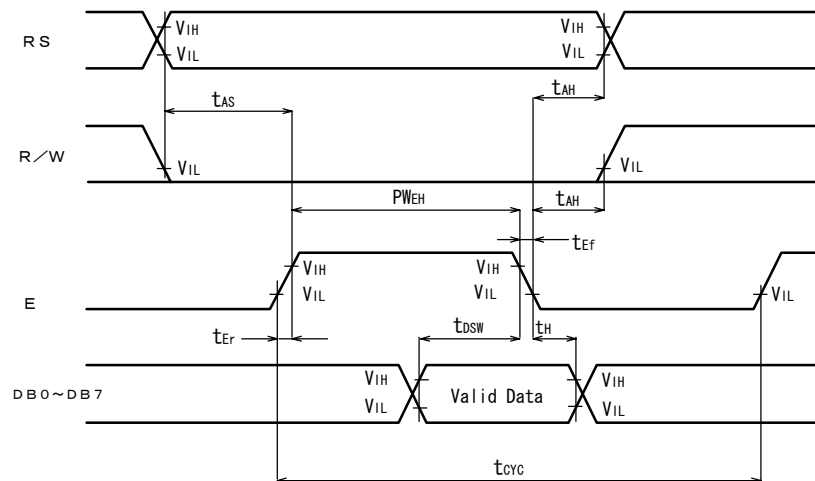 RS
VIH
VIL
VIH
VIL
tAS
tAH
R／W
VIL
VIL
PWEH
tAH
tEf
E
VIH
VIL
VIH
VIL
VIL
tEr
tDSW
tH
DB0～DB7
VIH
VIL
Valid Data
VIH
VIL
tCYC